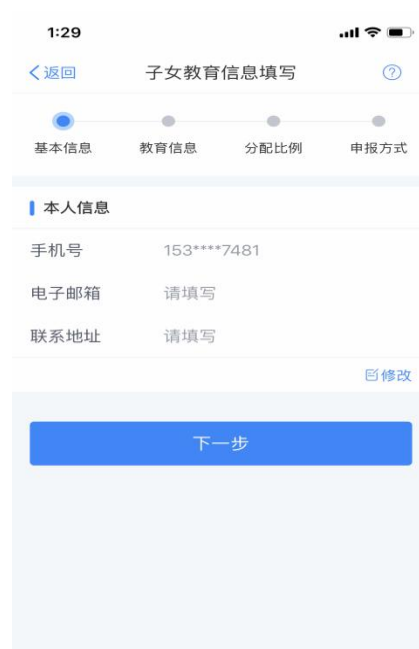 1:29
返回 子女教育信息填写
基本信息 教育信息 分配比例 申报方式
本人信息
手机号 153****7481
电子邮箱 请填写
联系地址 请填写
修改
下一步